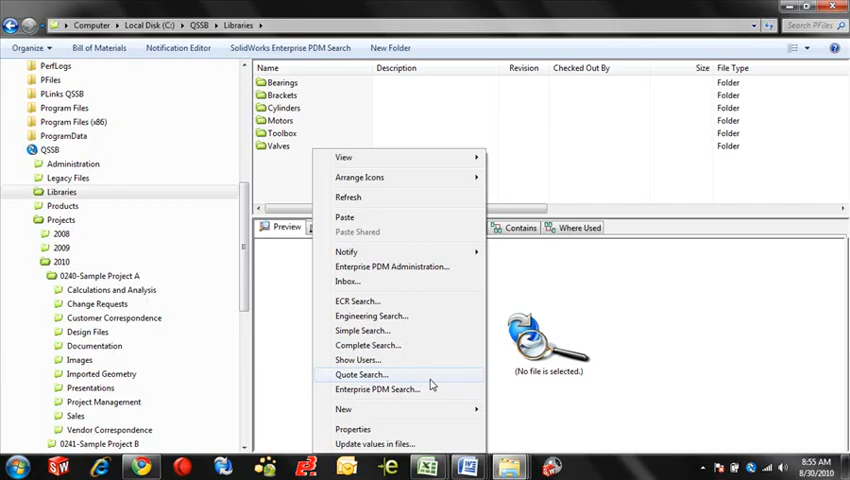 Computer ▸ Local Disk (C:) ▸ QSSB ▸ Libraries
Search PFiles
Organize ▾ Bill of Materials Notification Editor SolidWorks Enterprise PDM Search New Folder
PerfLogs
PFiles
PLinks QSSB
Program Files
Program Files (x86)
ProgramData
QSSB
Administration
Legacy Files
Libraries
Products
Projects
2008
2009
2010
0240-Sample Project A
Calculations and Analysis
Change Requests
Customer Correspondence
Design Files
Documentation
Images
Imported Geometry
Presentations
Project Management
Sales
Vendor Correspondence
0241-Sample Project B
Name Description Revision Checked Out By Size File Type
Bearings Folder
Brackets Folder
Cylinders Folder
Motors Folder
Toolbox Folder
Valves Folder
View
Arrange Icons
Refresh
Paste
Paste Shared
Notify
Enterprise PDM Administration...
Inbox...
ECR Search...
Engineering Search...
Simple Search...
Complete Search...
Show Users...
Quote Search...
Enterprise PDM Search...
New
Properties
Update values in files...
Preview Contains Where Used
(No file is selected.)
8:55 AM
8/30/2010